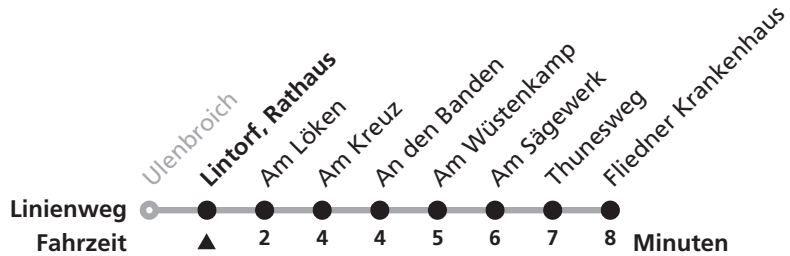 Ulenbroich
Lintorf, Rathaus
Am Löken
Am Kreuz
An den Banden
Am Wüstenkamp
Am Sägewerk
Thunesweg
Fliedner Krankenhaus
Linienweg
Fahrzeit ▲ 2 4 4 5 6 7 8 Minuten